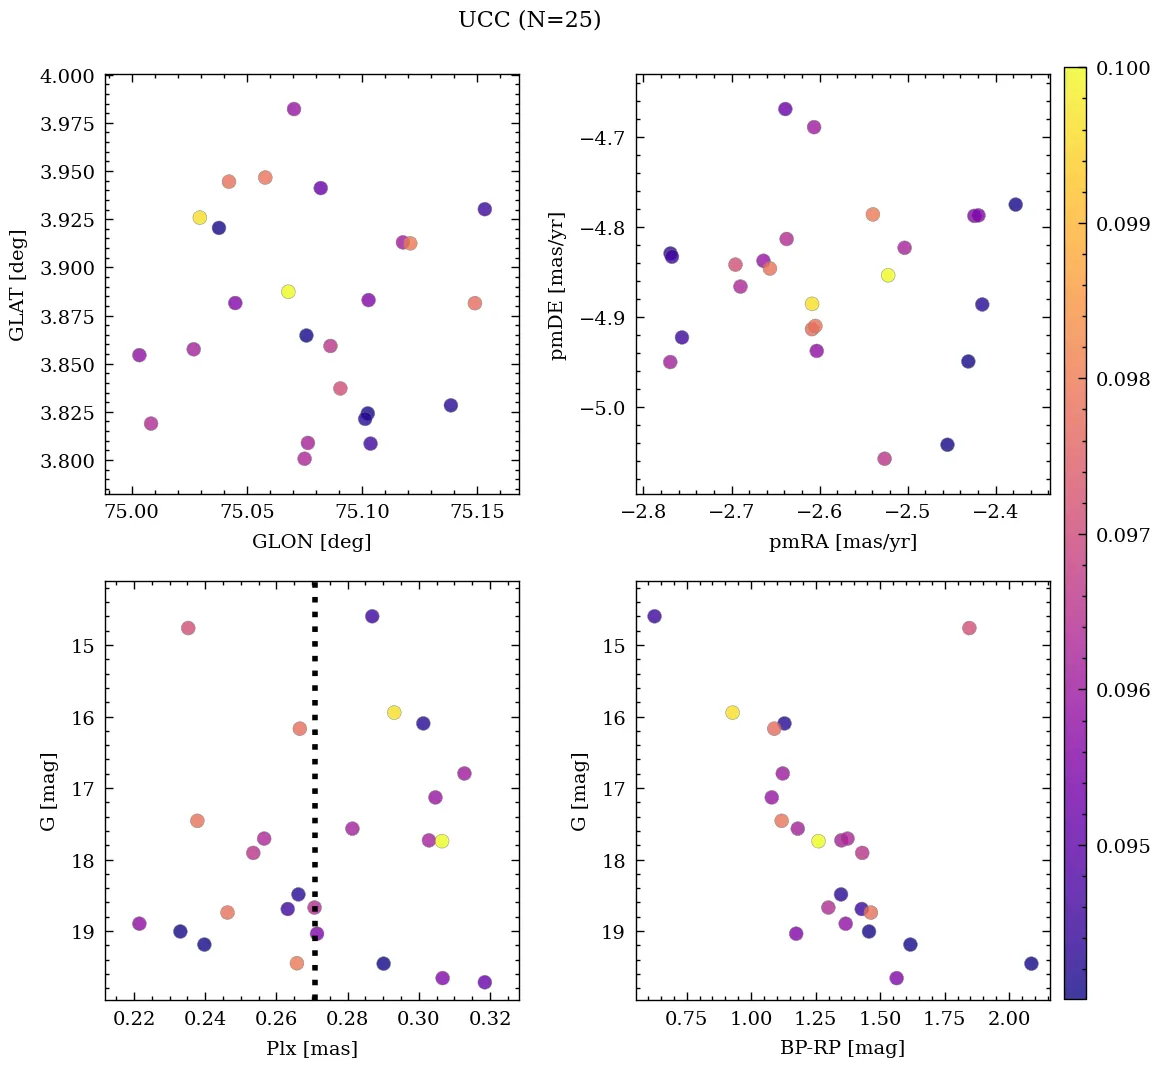 UCC (N=25)
4.000
3.975
3.950
3.925
3.900
3.875
3.850
3.825
3.800
GLAT [deg]
75.00 75.05 75.10 75.15
GLON [deg]
−4.7
−4.8
−4.9
−5.0
pmDE [mas/yr]
−2.8 −2.7 −2.6 −2.5 −2.4
pmRA [mas/yr]
0.100
0.099
0.098
0.097
0.096
0.095
15
16
17
18
19
G [mag]
0.22 0.24 0.26 0.28 0.30 0.32
Plx [mas]
15
16
17
18
19
G [mag]
0.75 1.00 1.25 1.50 1.75 2.00
BP-RP [mag]